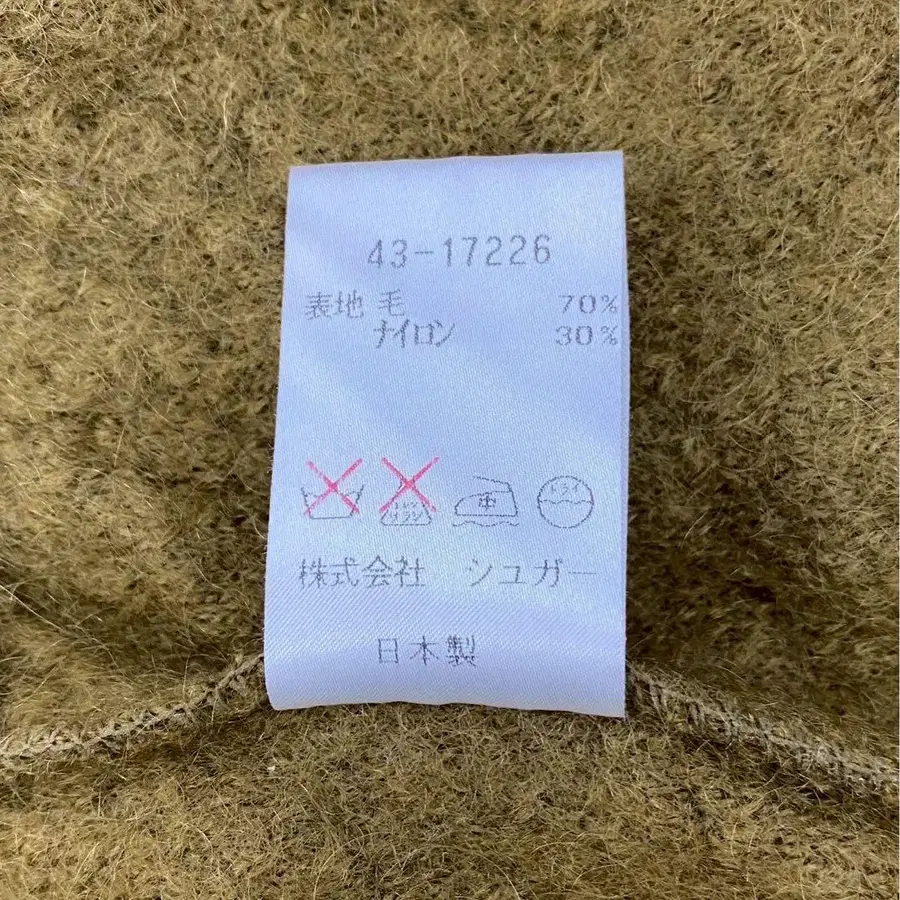 43-17226
表地 毛 70%
ナイロン 30%
中 ドライ
株式会社 シュガー
日本製